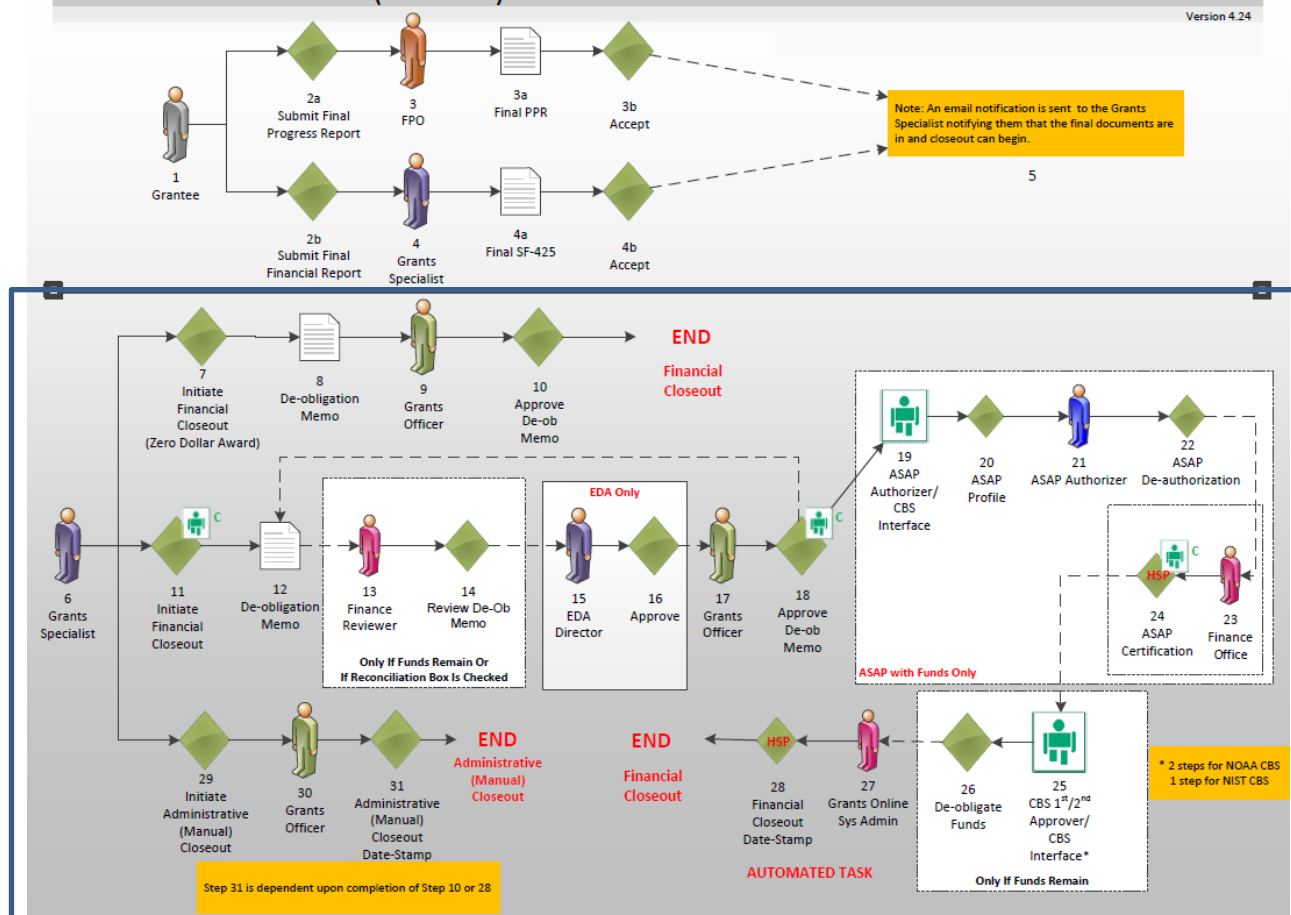 Version 4.24
2a
Submit Final
Progress Report
3
FPO
3a
Final PPR
3b
Accept
Note: An email notification is sent to the Grants
Specialist notifying them that the final documents are
in and closeout can begin.
5
1
Grantee
2b
Submit Final
Financial Report
4
Grants
Specialist
4a
Final SF-425
4b
Accept
7
Initiate
Financial
Closeout
(Zero Dollar Award)
8
De-obligation
Memo
9
Grants
Officer
10
Approve
De-ob
Memo
END
Financial
Closeout
19
ASAP
Authorizer/
CBS
Interface
20
ASAP
Profile
21
ASAP Authorizer
22
ASAP
De-authorization
6
Grants
Specialist
C
11
Initiate
Financial
Closeout
12
De-obligation
Memo
13
Finance
Reviewer
14
Review De-Ob
Memo
Only If Funds Remain Or
If Reconciliation Box Is Checked
EDA Only
15
EDA
Director
16
Approve
17
Grants
Officer
C
18
Approve
De-ob
Memo
C
HSP
24
ASAP
Certification
23
Finance
Office
ASAP with Funds Only
29
Initiate
Administrative
(Manual)
Closeout
30
Grants
Officer
31
Administrative
(Manual)
Closeout
Date-Stamp
END
Administrative
(Manual)
Closeout
END
Financial
Closeout
HSP
28
Financial
Closeout
Date-Stamp
27
Grants Online
Sys Admin
26
De-obligate
Funds
25
CBS 1st/2nd
Approver/
CBS
Interface*
* 2 steps for NOAA CBS
1 step for NIST CBS
AUTOMATED TASK
Only If Funds Remain
Step 31 is dependent upon completion of Step 10 or 28